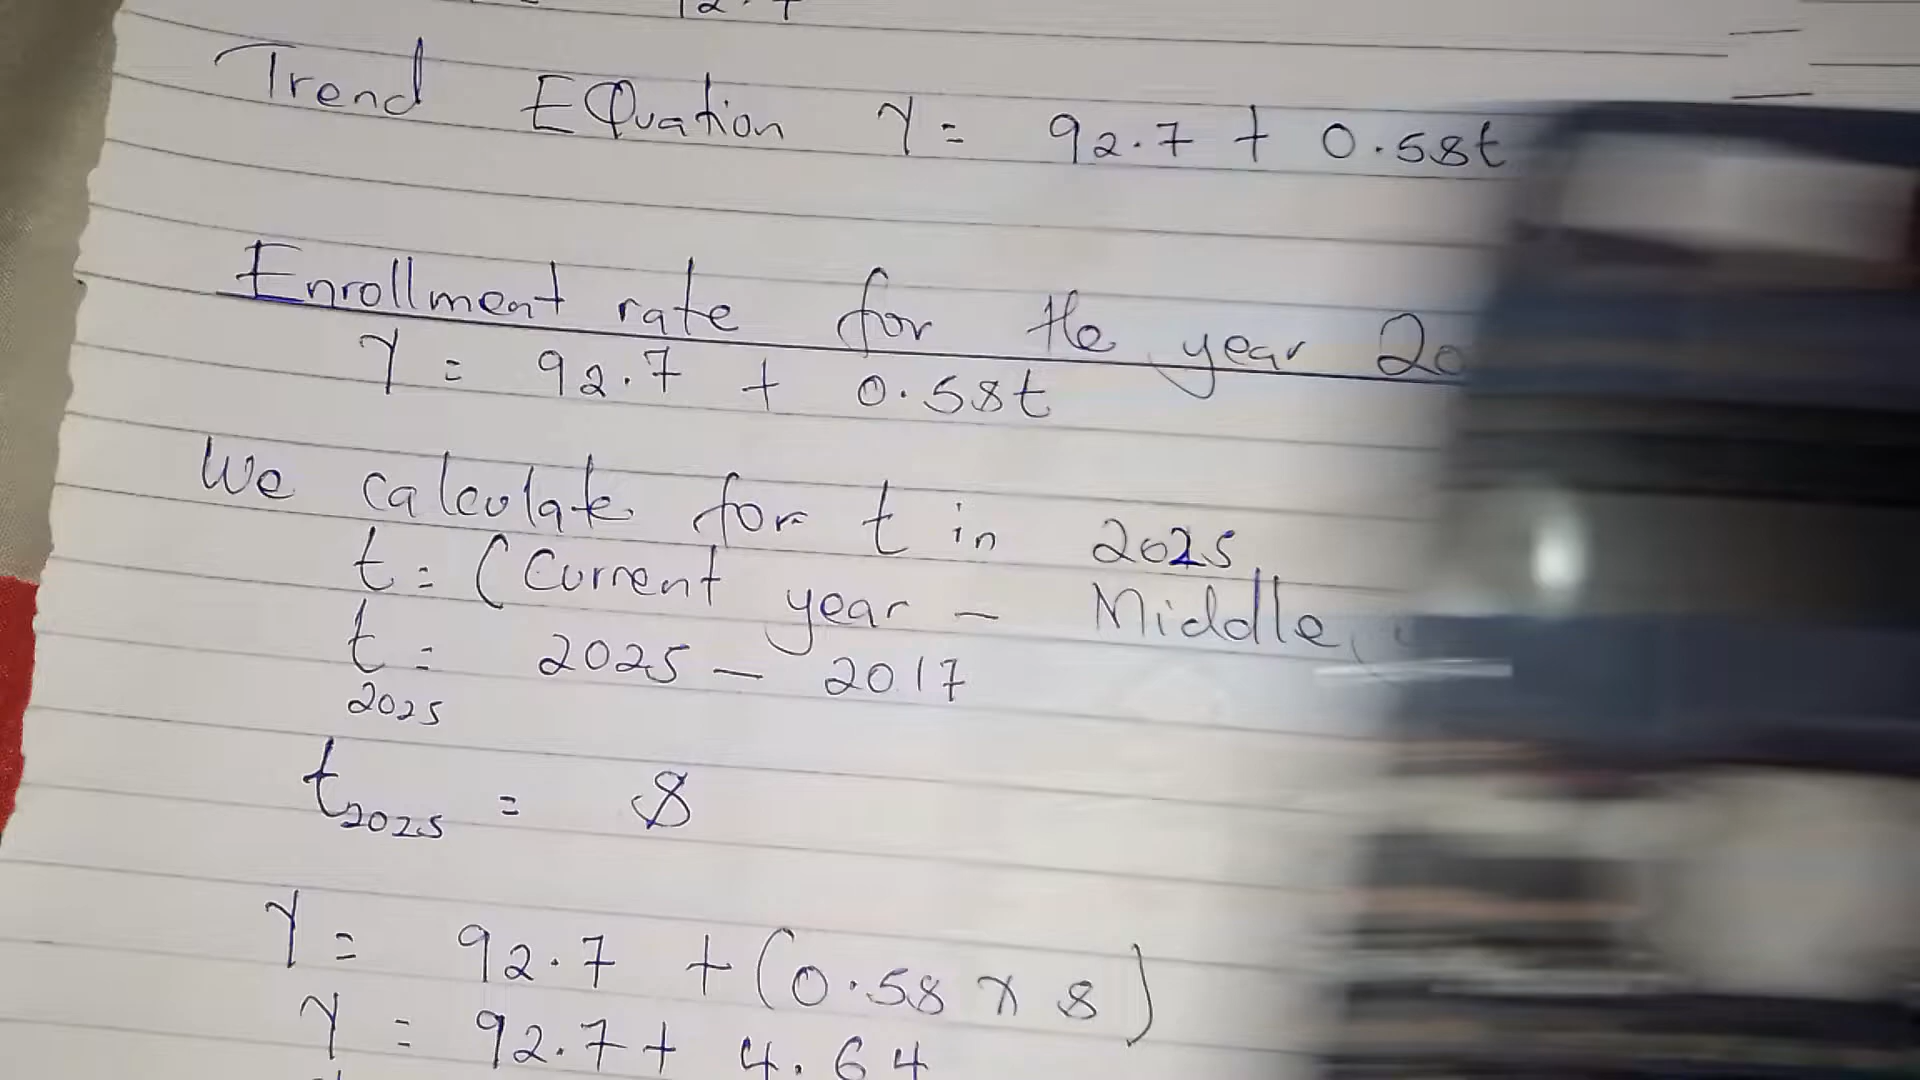 Trend EQuation Y = 92.7 + 0.58t
Enrollment rate for the year 20
Y = 92.7 + 0.58t
We calculate for t in 2025
t = (Current year - Middle
t2025 = 2025 - 2017
t2025 = 8
Y = 92.7 + (0.58 x 8)
Y = 92.7 + 4.64